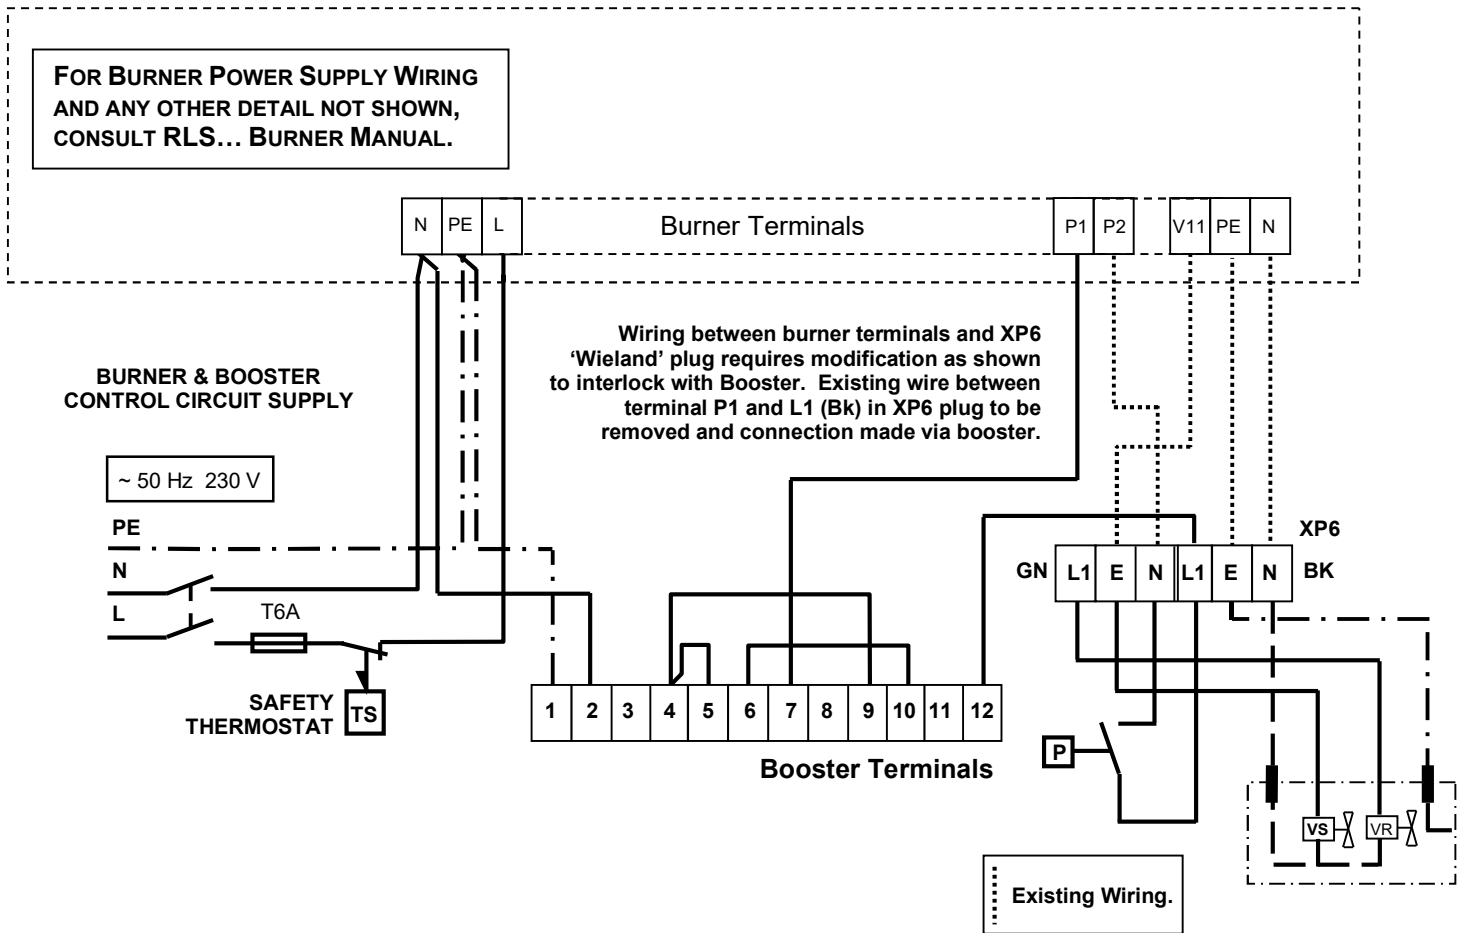 FOR BURNER POWER SUPPLY WIRING
AND ANY OTHER DETAIL NOT SHOWN,
CONSULT RLS... BURNER MANUAL.
N PE L Burner Terminals P1 P2 V11 PE N
Wiring between burner terminals and XP6
'Wieland' plug requires modification as shown
to interlock with Booster. Existing wire between
terminal P1 and L1 (Bk) in XP6 plug to be
removed and connection made via booster.
BURNER & BOOSTER
CONTROL CIRCUIT SUPPLY
~ 50 Hz 230 V
PE
N
L
T6A
SAFETY
THERMOSTAT
TS
XP6
GN L1 E N L1 E N BK
1 2 3 4 5 6 7 8 9 10 11 12
Booster Terminals
P
VS VR
Existing Wiring.